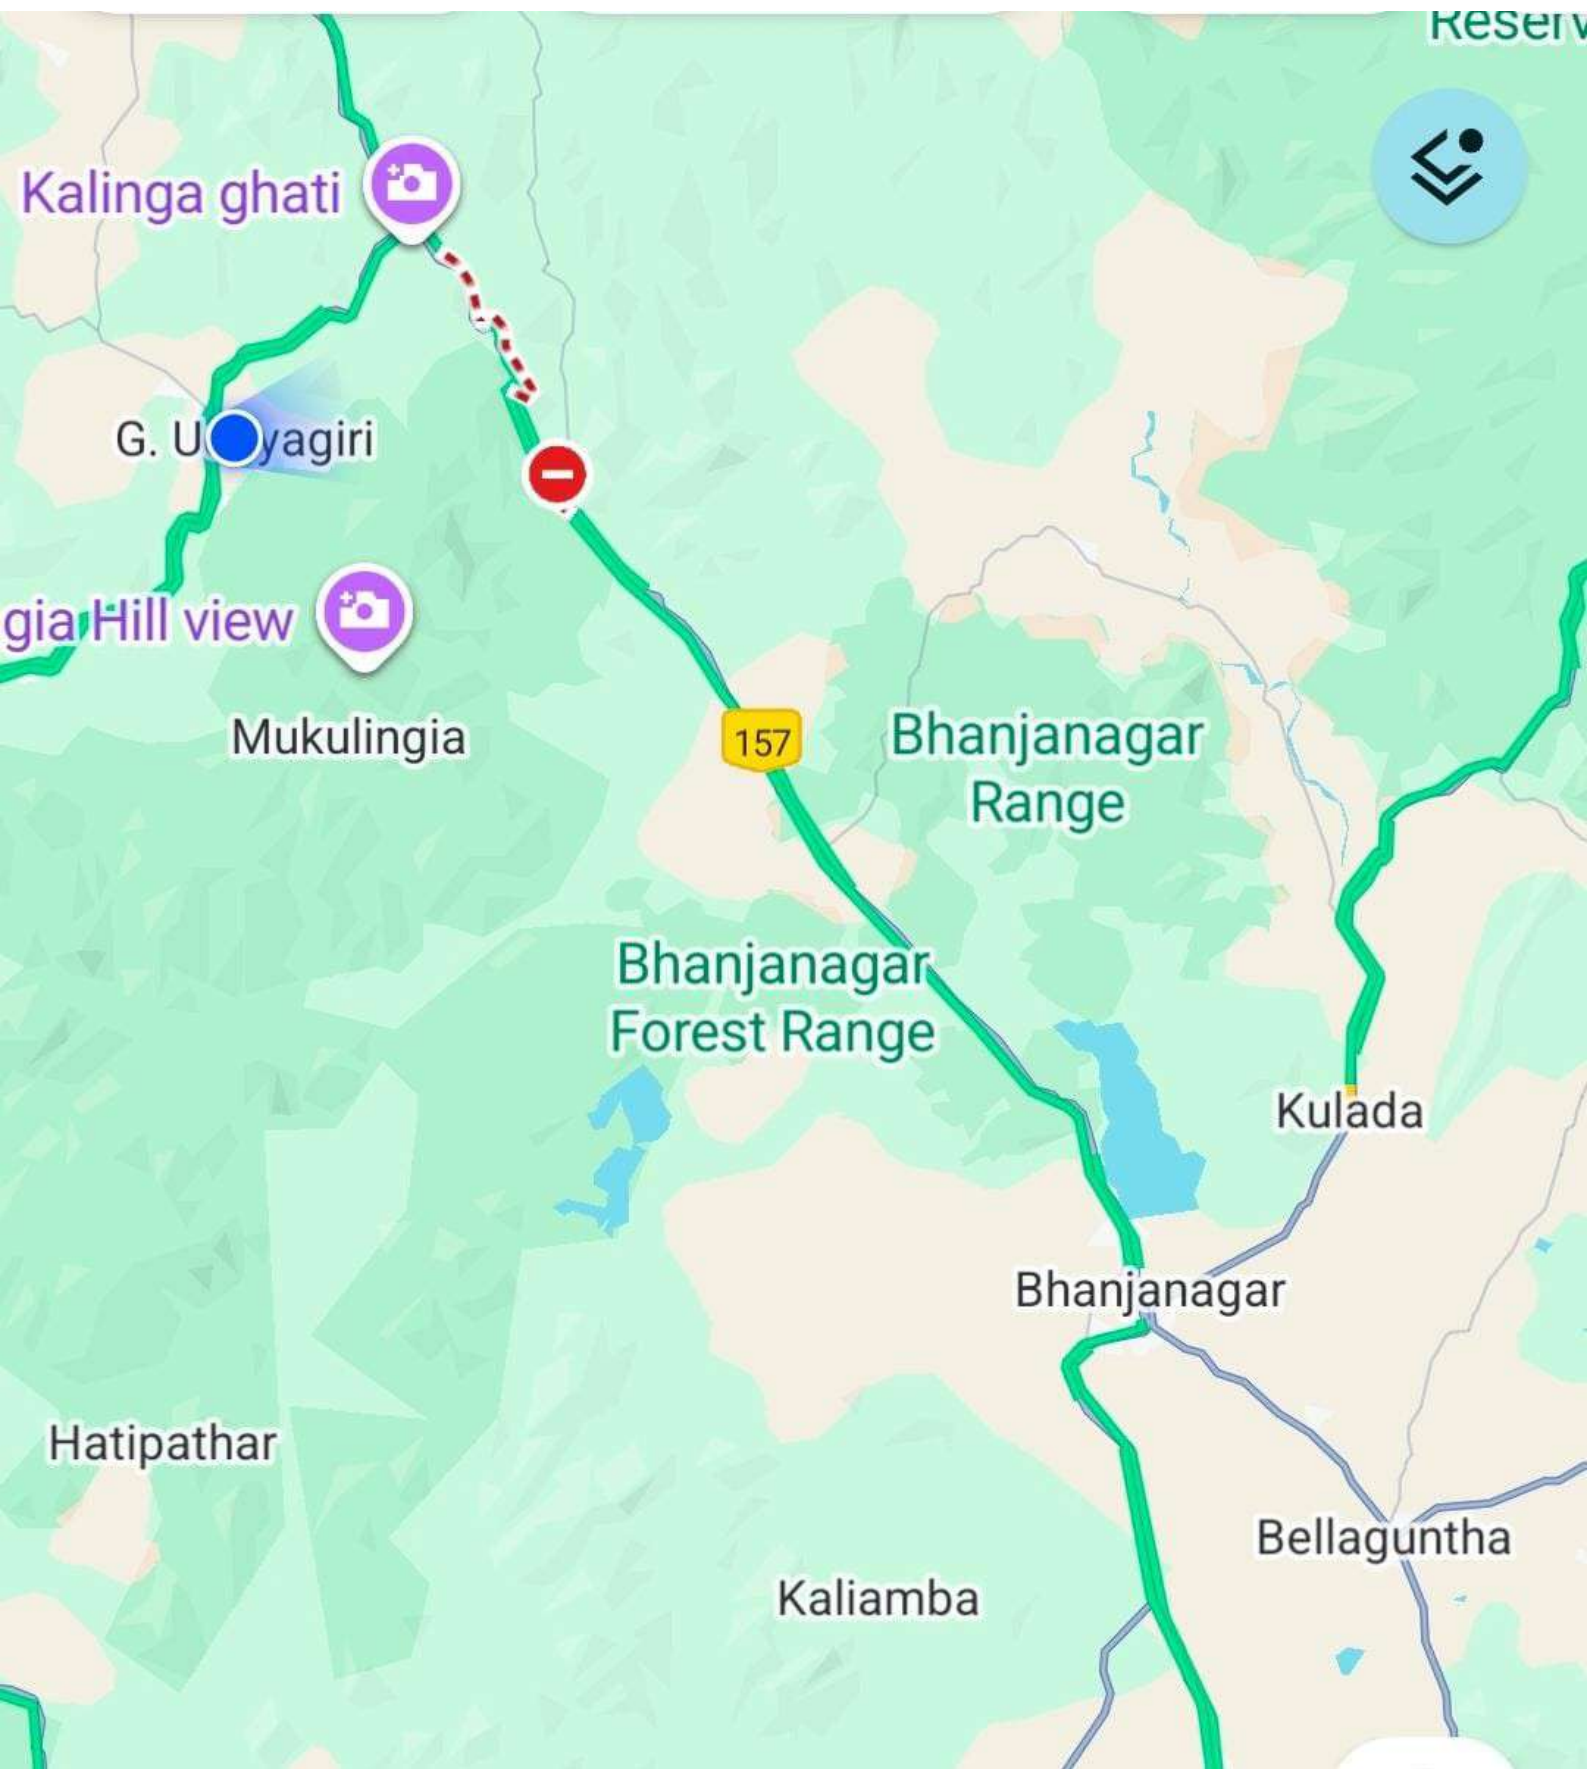 Reserv
Kalinga ghati
G. U yagiri
gia Hill view
Mukulingia
157
Bhanjanagar
Range
Bhanjanagar
Forest Range
Kulada
Bhanjanagar
Hatipathar
Bellaguntha
Kaliamba